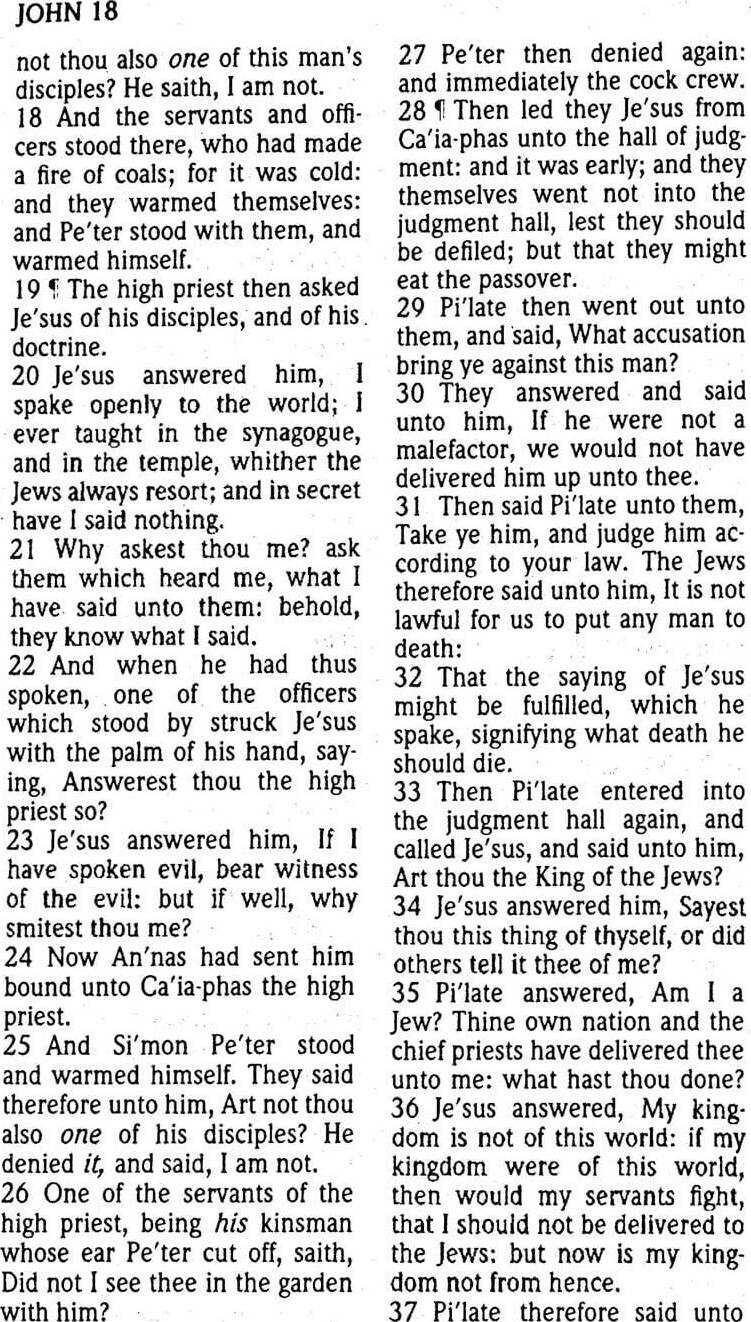 JOHN 18
not thou also one of this man's
disciples? He saith, I am not.
18 And the servants and offi-
cers stood there, who had made
a fire of coals; for it was cold:
and they warmed themselves:
and Pe'ter stood with them, and
warmed himself.
19 ¶ The high priest then asked
Je'sus of his disciples, and of his
doctrine.
20 Je'sus answered him, I
spake openly to the world; I
ever taught in the synagogue,
and in the temple, whither the
Jews always resort; and in secret
have I said nothing.
21 Why askest thou me? ask
them which heard me, what I
have said unto them: behold,
they know what I said.
22 And when he had thus
spoken, one of the officers
which stood by struck Je'sus
with the palm of his hand, say-
ing, Answerest thou the high
priest so?
23 Je'sus answered him, If I
have spoken evil, bear witness
of the evil: but if well, why
smitest thou me?
24 Now An'nas had sent him
bound unto Ca'ia-phas the high
priest.
25 And Si'mon Pe'ter stood
and warmed himself. They said
therefore unto him, Art not thou
also one of his disciples? He
denied it, and said, I am not.
26 One of the servants of the
high priest, being his kinsman
whose ear Pe'ter cut off, saith,
Did not I see thee in the garden
with him?
27 Pe'ter then denied again:
and immediately the cock crew.
28 ¶ Then led they Je'sus from
Ca'ia-phas unto the hall of judg-
ment: and it was early; and they
themselves went not into the
judgment hall, lest they should
be defiled; but that they might
eat the passover.
29 Pi'late then went out unto
them, and said, What accusation
bring ye against this man?
30 They answered and said
unto him, If he were not a
malefactor, we would not have
delivered him up unto thee.
31 Then said Pi'late unto them,
Take ye him, and judge him ac-
cording to your law. The Jews
therefore said unto him, It is not
lawful for us to put any man to
death:
32 That the saying of Je'sus
might be fulfilled, which he
spake, signifying what death he
should die.
33 Then Pi'late entered into
the judgment hall again, and
called Je'sus, and said unto him,
Art thou the King of the Jews?
34 Je'sus answered him, Sayest
thou this thing of thyself, or did
others tell it thee of me?
35 Pi'late answered, Am I a
Jew? Thine own nation and the
chief priests have delivered thee
unto me: what hast thou done?
36 Je'sus answered, My king-
dom is not of this world: if my
kingdom were of this world,
then would my servants fight,
that I should not be delivered to
the Jews: but now is my king-
dom not from hence.
37 Pi'late therefore said unto